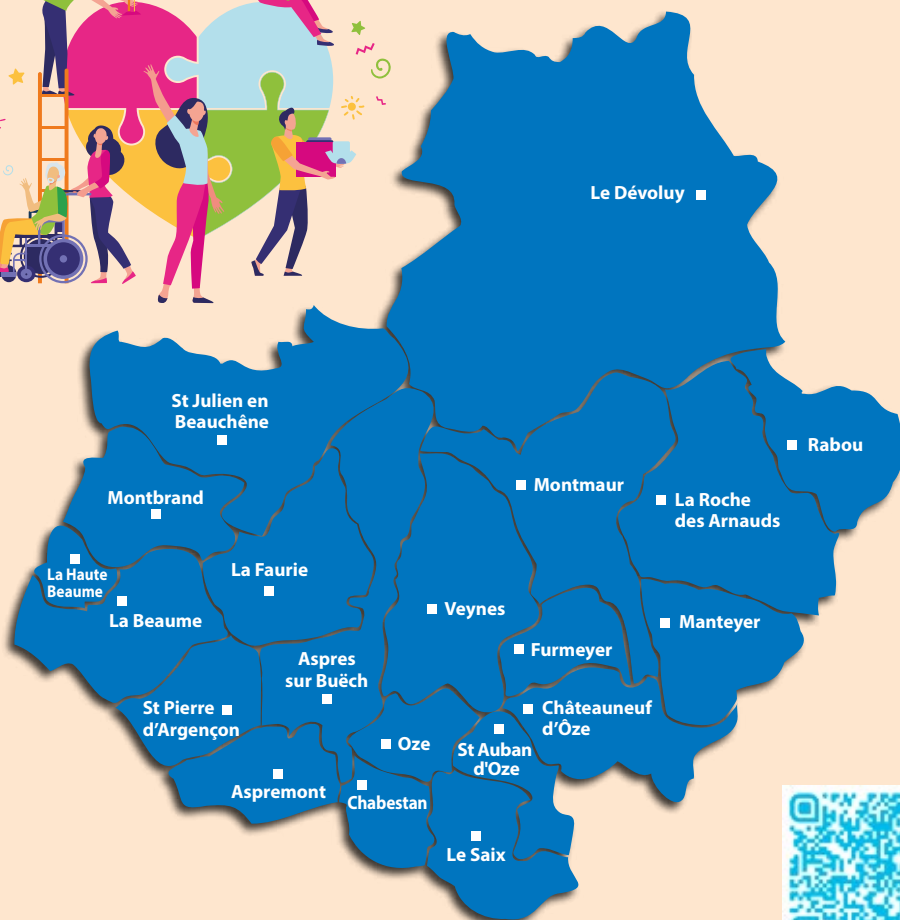 Le Dévoluy
St Julien en
Beauchêne
Rabou
Montmaur
Montbrand
La Roche
des Arnauds
La Haute
Beaume
La Faurie
La Beaume
Veynes
Manteyer
Furmeyer
Aspres
sur Buëch
St Pierre
d’Argençon
Châteauneuf
d’Ôze
Oze
St Auban
d'Oze
Aspremont
Chabestan
Le Saix